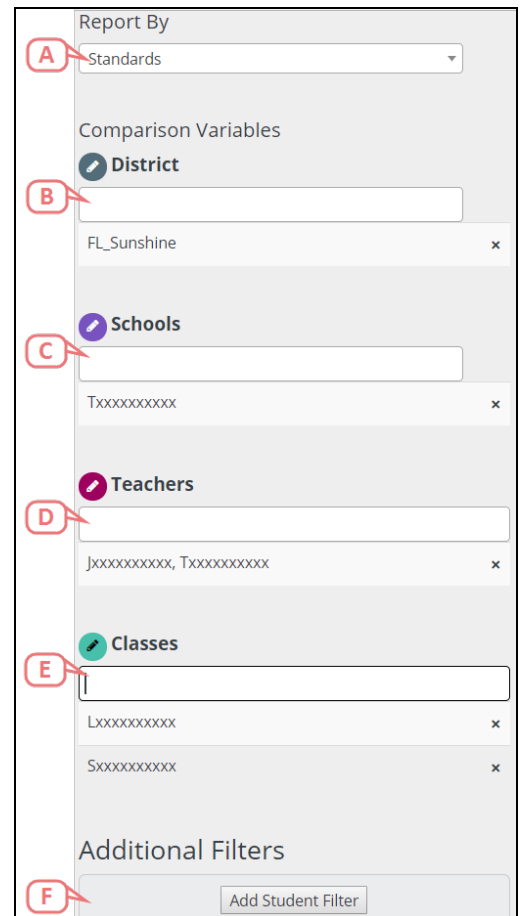 Report By
A
Standards
Comparison Variables
District
B
FL_Sunshine ×
Schools
C
Txxxxxxxxxx ×
Teachers
D
Jxxxxxxxxxx, Txxxxxxxxxx ×
Classes
E
Lxxxxxxxxxx ×
Sxxxxxxxxxx ×
Additional Filters
F
Add Student Filter